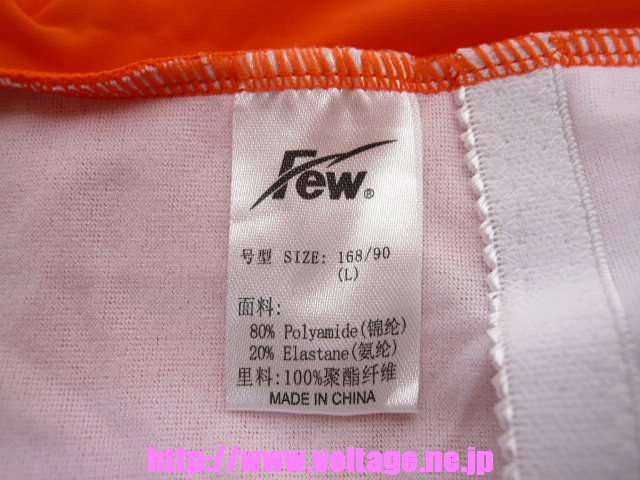 Few®
号型 SIZE: 168/90
(L)
面料:
80% Polyamide(锦纶)
20% Elastane(氨纶)
里料:100%聚酯纤维
MADE IN CHINA
http://www.voltage.ne.jp